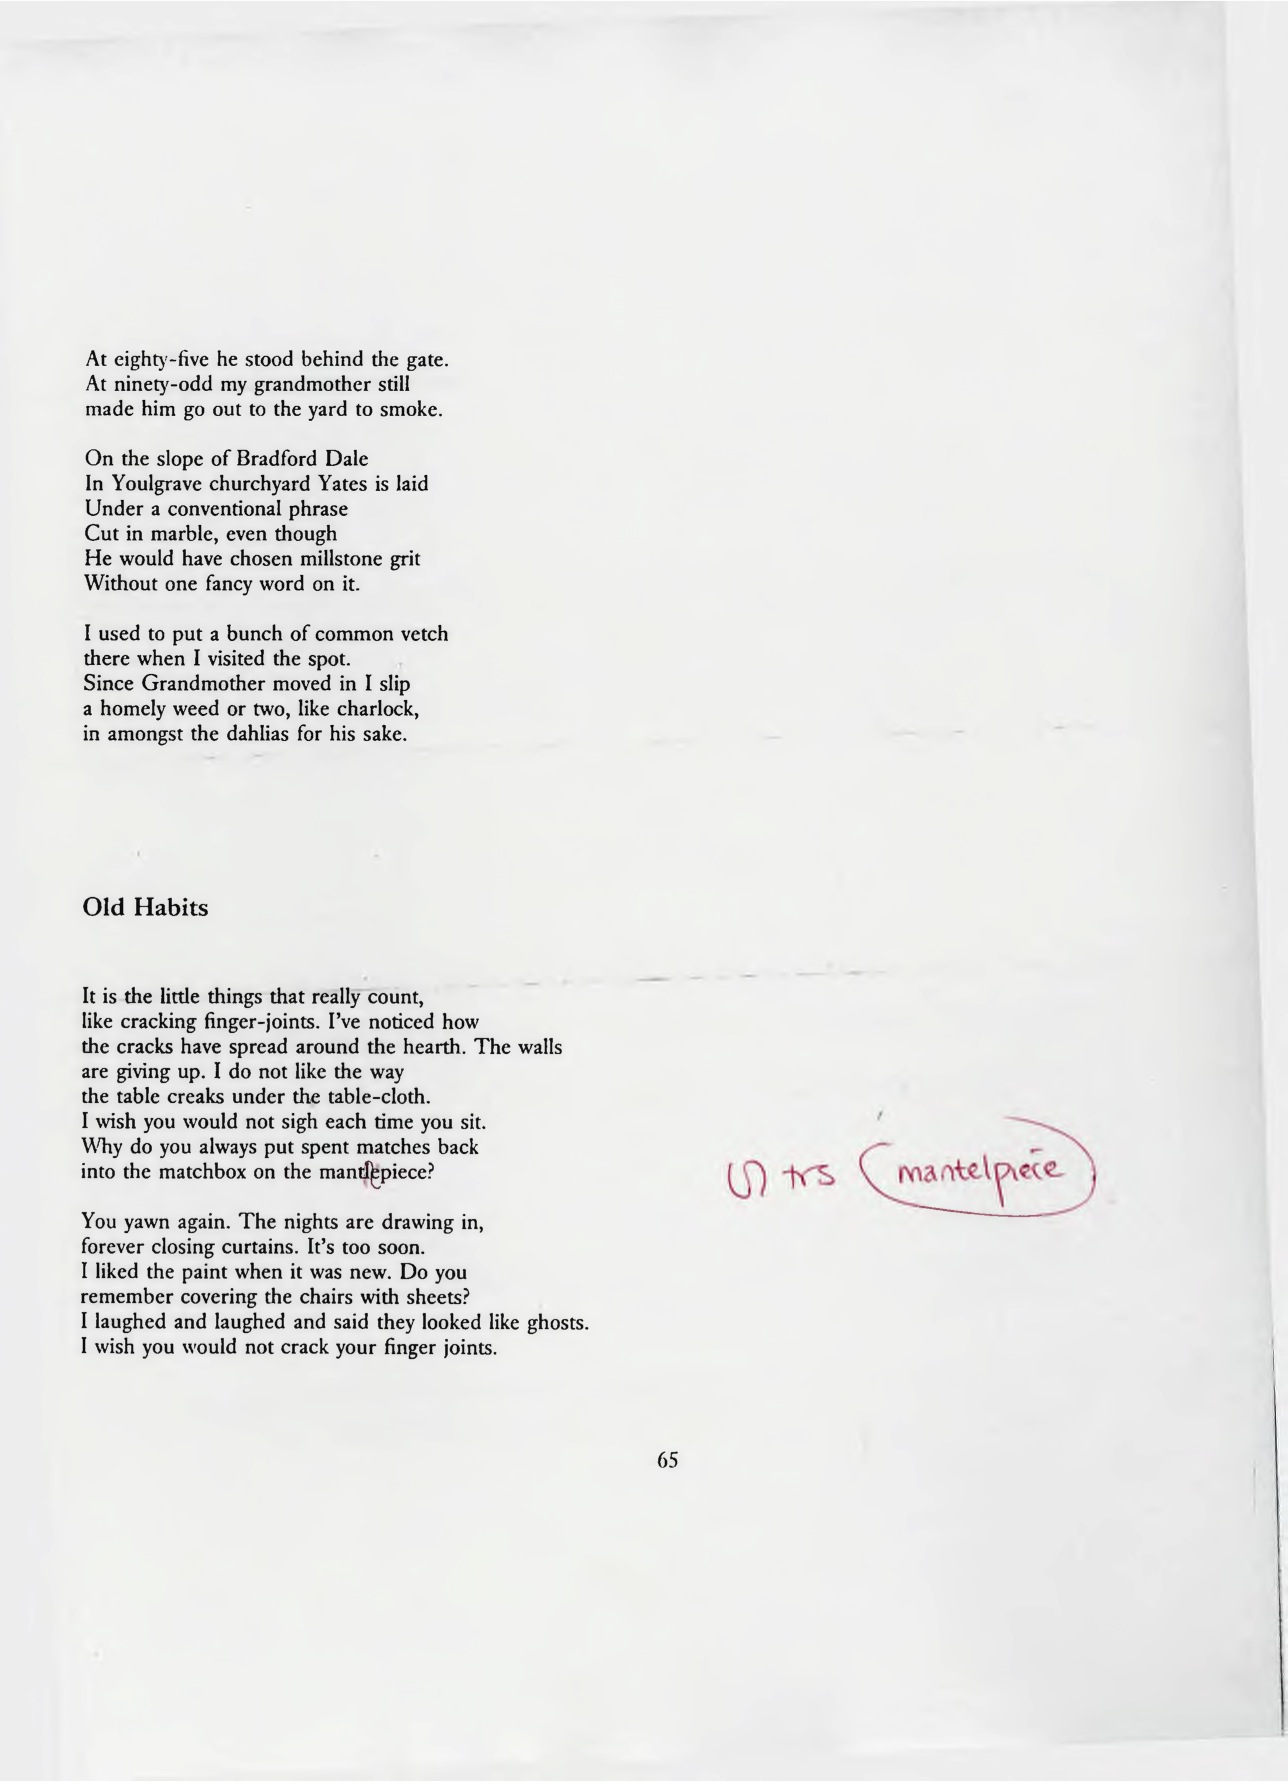 At eighty-five he stood behind the gate.
At ninety-odd my grandmother still
made him go out to the yard to smoke.
On the slope of Bradford Dale
In Youlgrave churchyard Yates is laid
Under a conventional phrase
Cut in marble, even though
He would have chosen millstone grit
Without one fancy word on it.
I used to put a bunch of common vetch
there when I visited the spot.
Since Grandmother moved in I slip
a homely weed or two, like charlock,
in amongst the dahlias for his sake.
Old Habits
It is the little things that really count,
like cracking finger-joints. I've noticed how
the cracks have spread around the hearth. The walls
are giving up. I do not like the way
the table creaks under the table-cloth.
I wish you would not sigh each time you sit.
Why do you always put spent matches back
into the matchbox on the mantlepiece?
trs mantelpiece
You yawn again. The nights are drawing in,
forever closing curtains. It's too soon.
I liked the paint when it was new. Do you
remember covering the chairs with sheets?
I laughed and laughed and said they looked like ghosts.
I wish you would not crack your finger joints.
65